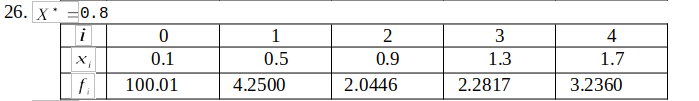 26. X* =0.8
i 0 1 2 3 4
xᵢ 0.1 0.5 0.9 1.3 1.7
fᵢ 100.01 4.2500 2.0446 2.2817 3.2360